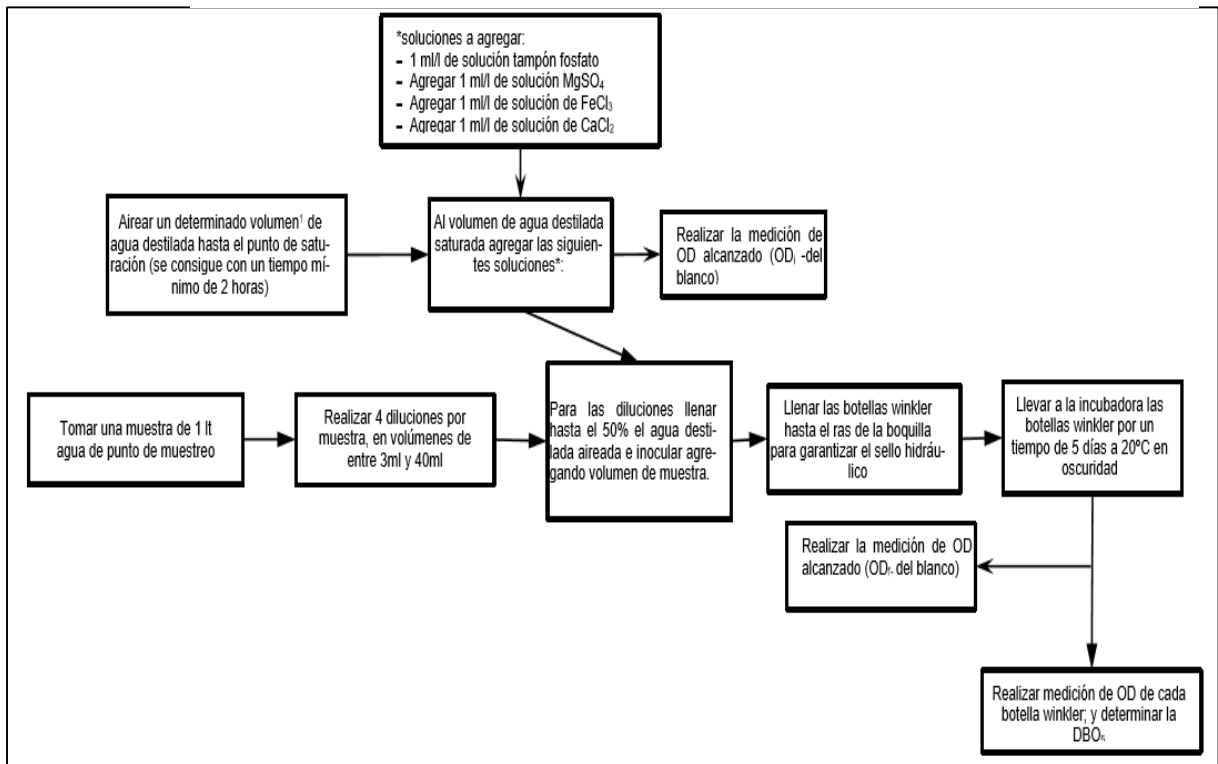 *soluciones a agregar:
- 1 ml/l de solución tampón fosfato
- Agregar 1 ml/l de solución MgSO₄
- Agregar 1 ml/l de solución de FeCl₃
- Agregar 1 ml/l de solución de CaCl₂
Airear un determinado volumen¹ de
agua destilada hasta el punto de satu-
ración (se consigue con un tiempo mí-
nimo de 2 horas)
Al volumen de agua destilada
saturada agregar las siguien-
tes soluciones*:
Realizar la medición de
OD alcanzado (ODᵢ -del
blanco)
Tomar una muestra de 1 lt
agua de punto de muestreo
Realizar 4 diluciones por
muestra, en volúmenes de
entre 3ml y 40ml
Para las diluciones llenar
hasta el 50% el agua desti-
lada aireada e inocular agre-
gando volumen de muestra.
Llenar las botellas winkler
hasta el ras de la boquilla
para garantizar el sello hidráu-
lico
Llevar a la incubadora las
botellas winkler por un
tiempo de 5 días a 20ºC en
oscuridad
Realizar la medición de OD
alcanzado (OD_f- del blanco)
Realizar medición de OD de cada
botella winkler; y determinar la
DBO₅